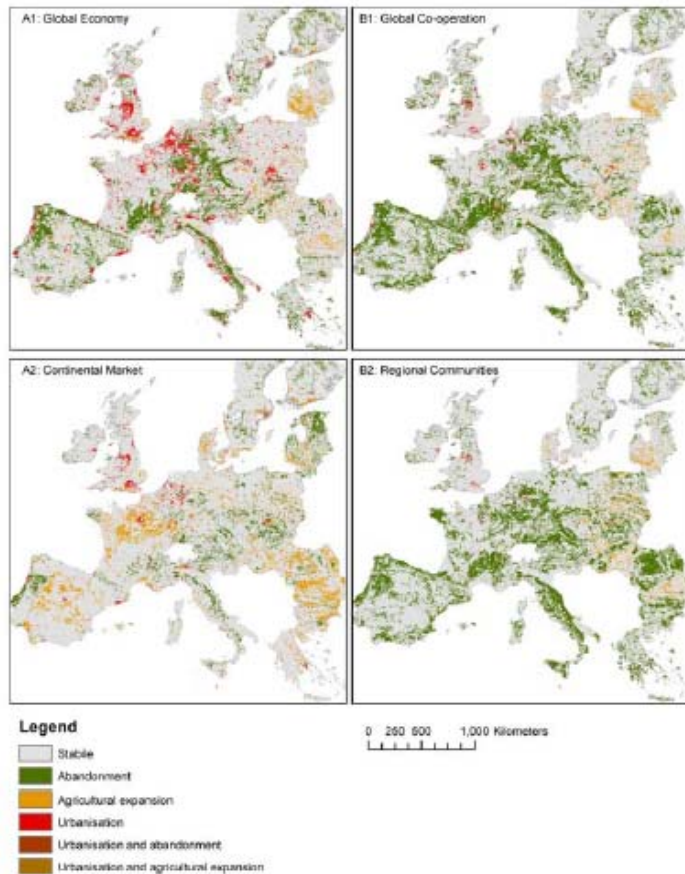 A1: Global Economy
B1: Global Co-operation
A2: Continental Market
B2: Regional Communities
Legend
Stabile
Abandonment
Agricultural expansion
Urbanisation
Urbanisation and abandonment
Urbanisation and agricultural expansion
0 250 500 1,000 Kilometers